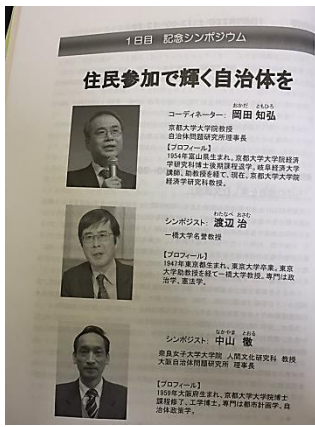 1日目 記念シンポジウム
住民参加で輝く自治体を
おかだ ともひろ
コーディネーター: 岡田 知弘
京都大学大学院教授
自治体問題研究所理事長
【プロフィール】
1954年富山県生まれ。京都大学大学院経済
学研究科博士後期課程退学。岐阜経済大学
講師、助教授を経て、現在、京都大学大学院
経済学研究科教授。
わたなべ おさむ
シンポジスト: 渡辺 治
一橋大学名誉教授
【プロフィール】
1947年東京都生まれ、東京大学卒業。東京
大学助教授を経て一橋大学教授。専門は政
治学、憲法学。
なかやま とおる
シンポジスト: 中山 徹
奈良女子大学大学院 人間文化研究科 教授
大阪自治体問題研究所 理事長
【プロフィール】
1959年大阪府生まれ、京都大学大学院博士
課程修了、工学博士。専門は都市計画学、自
治体政策学。